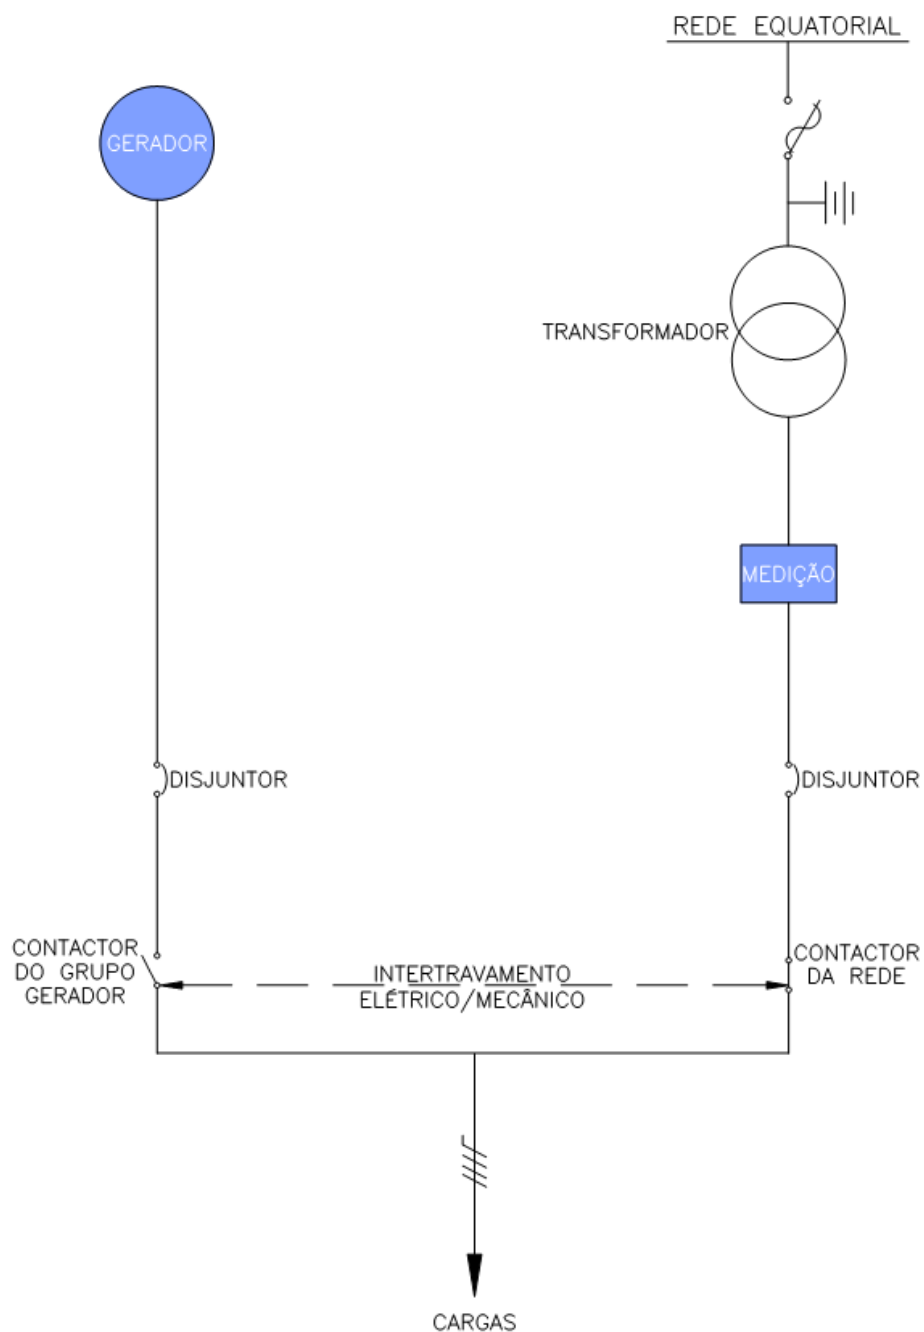 REDE EQUATORIAL
GERADOR
TRANSFORMADOR
MEDIÇÃO
DISJUNTOR
DISJUNTOR
CONTACTOR
DO GRUPO
GERADOR
INTERTRAVAMENTO
ELÉTRICO/MECÂNICO
CONTACTOR
DA REDE
CARGAS